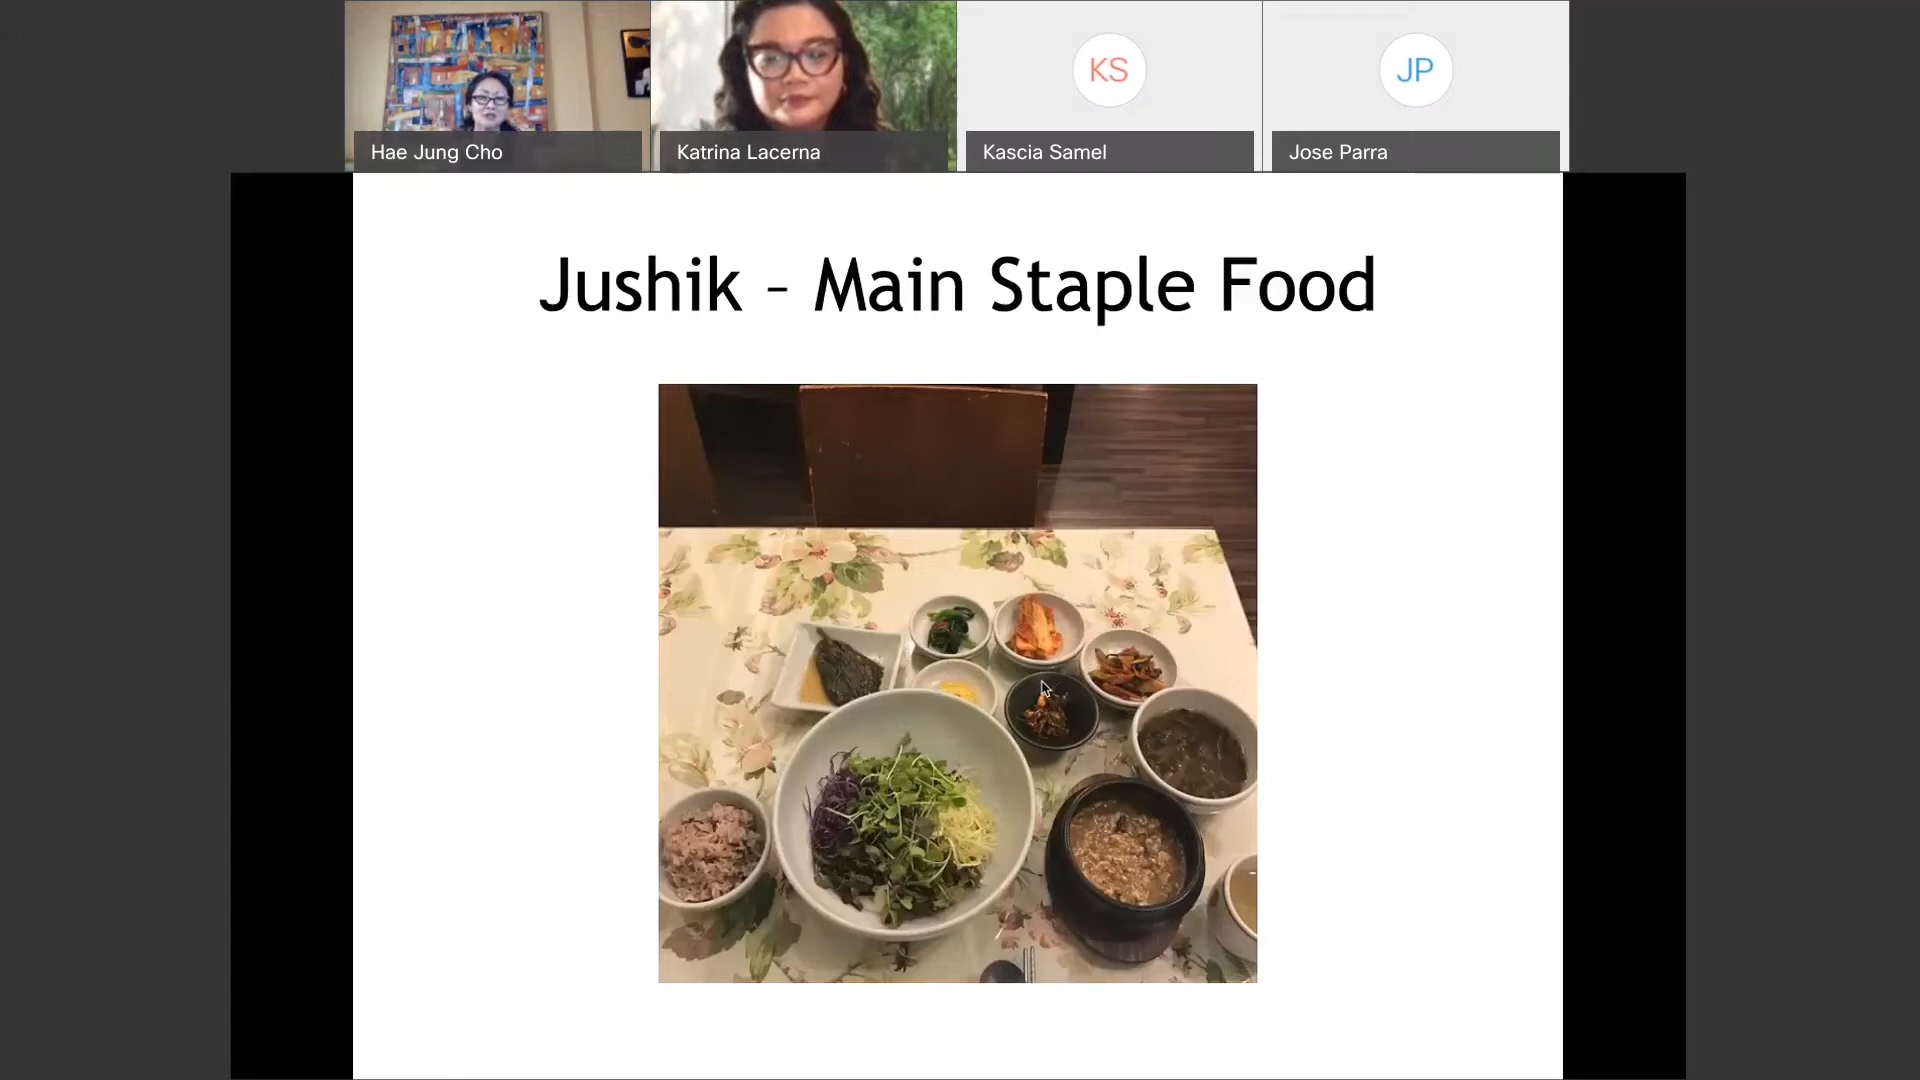 KS
JP
Hae Jung Cho
Katrina Lacerna
Kascia Samel
Jose Parra
Jushik – Main Staple Food